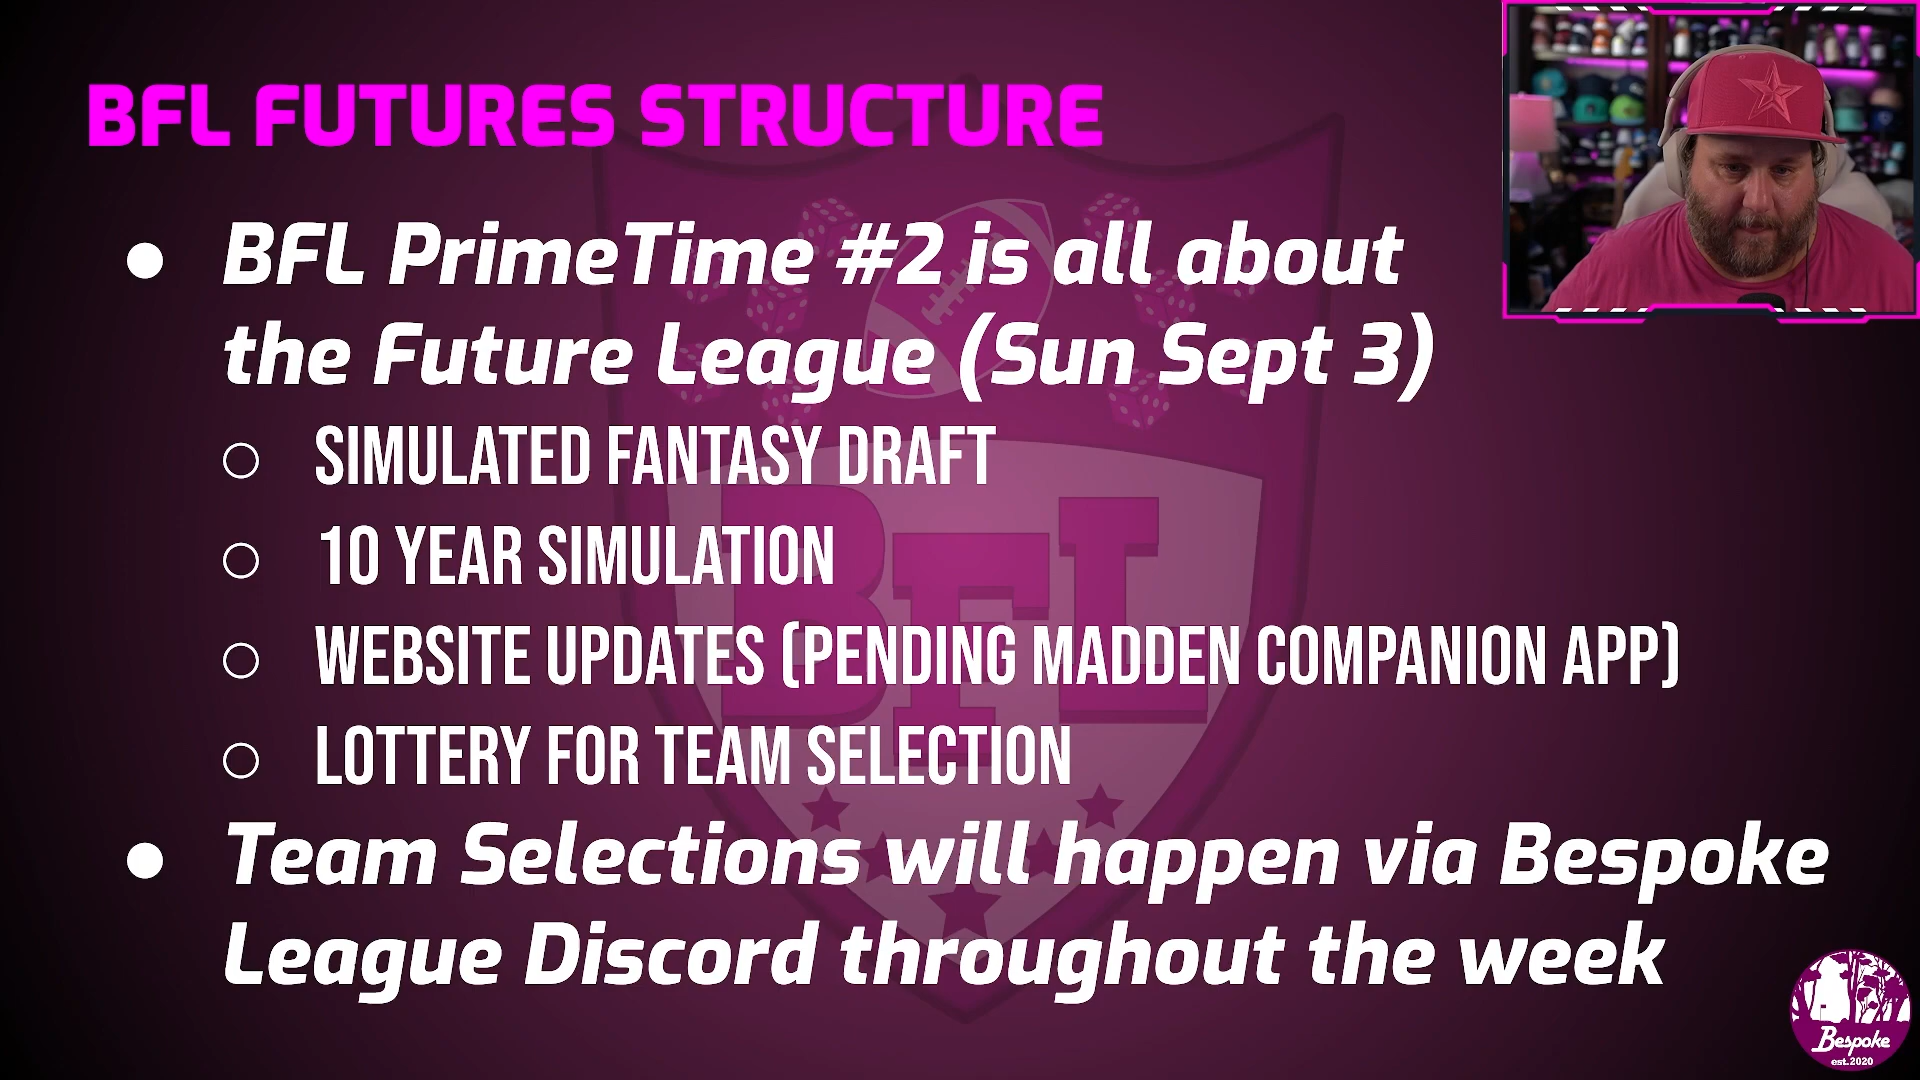 BFL FUTURES STRUCTURE
● BFL PrimeTime #2 is all about
the Future League (Sun Sept 3)
○ SIMULATED FANTASY DRAFT
○ 10 YEAR SIMULATION
○ WEBSITE UPDATES (PENDING MADDEN COMPANION APP)
○ LOTTERY FOR TEAM SELECTION
● Team Selections will happen via Bespoke
League Discord throughout the week
BFL
Bespoke
est.2020